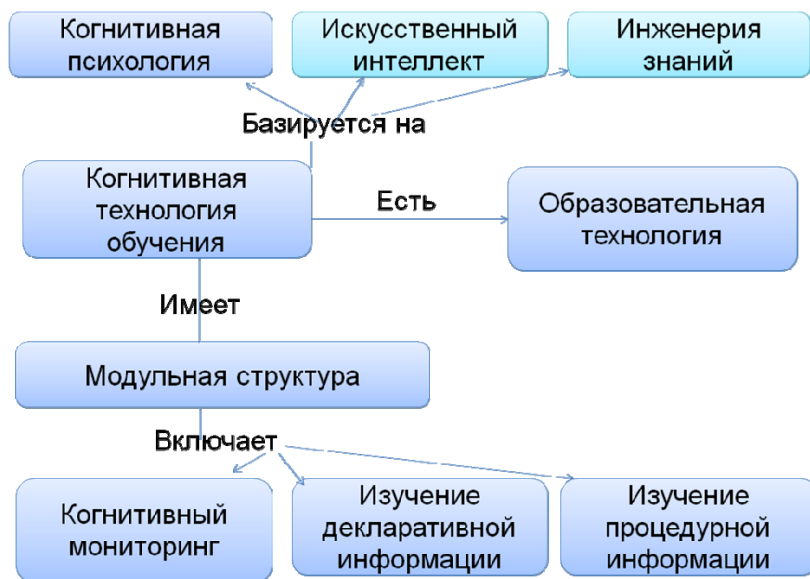 Когнитивная
психология
Искусственный
интеллект
Инженерия
знаний
Базируется на
Когнитивная
технология
обучения
Есть
Образовательная
технология
Имеет
Модульная структура
Включает
Когнитивный
мониторинг
Изучение
декларативной
информации
Изучение
процедурной
информации